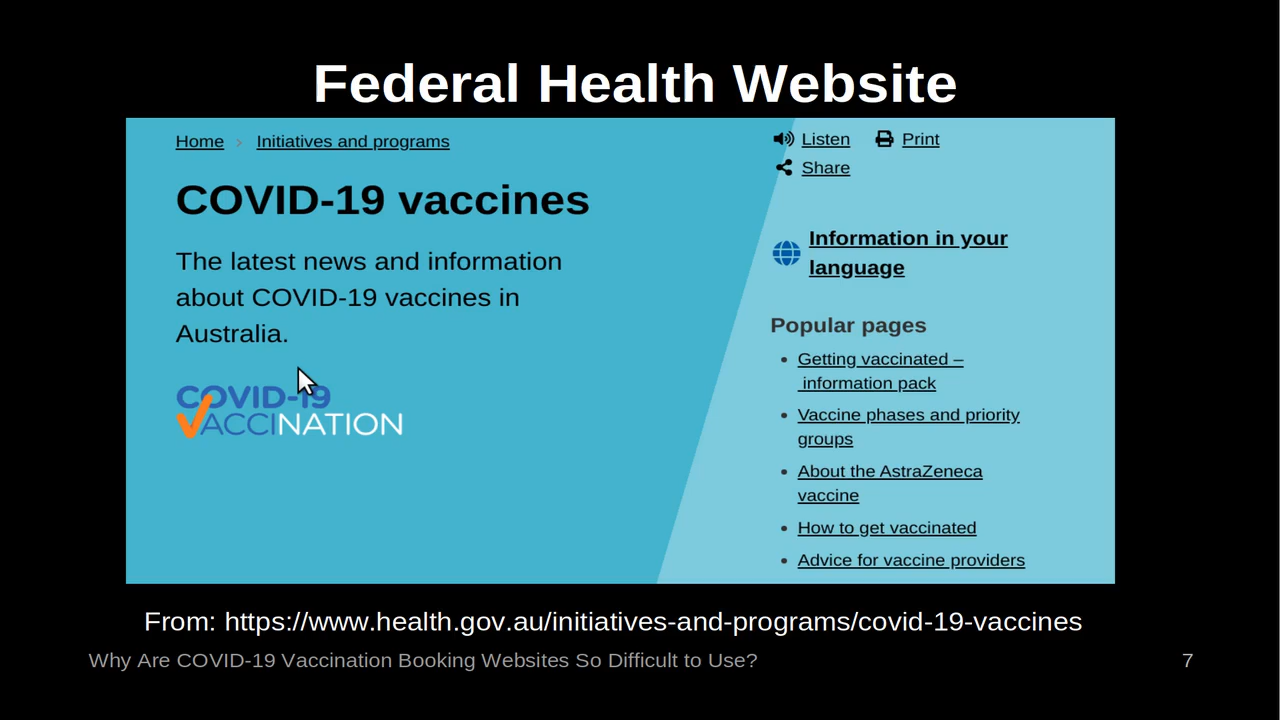 Federal Health Website
Home > Initiatives and programs
COVID-19 vaccines
The latest news and information
about COVID-19 vaccines in
Australia.
COVID-19
VACCINATION
Listen Print
Share
Information in your
language
Popular pages
• Getting vaccinated –
information pack
• Vaccine phases and priority
groups
• About the AstraZeneca
vaccine
• How to get vaccinated
• Advice for vaccine providers
From: https://www.health.gov.au/initiatives-and-programs/covid-19-vaccines
Why Are COVID-19 Vaccination Booking Websites So Difficult to Use? 7